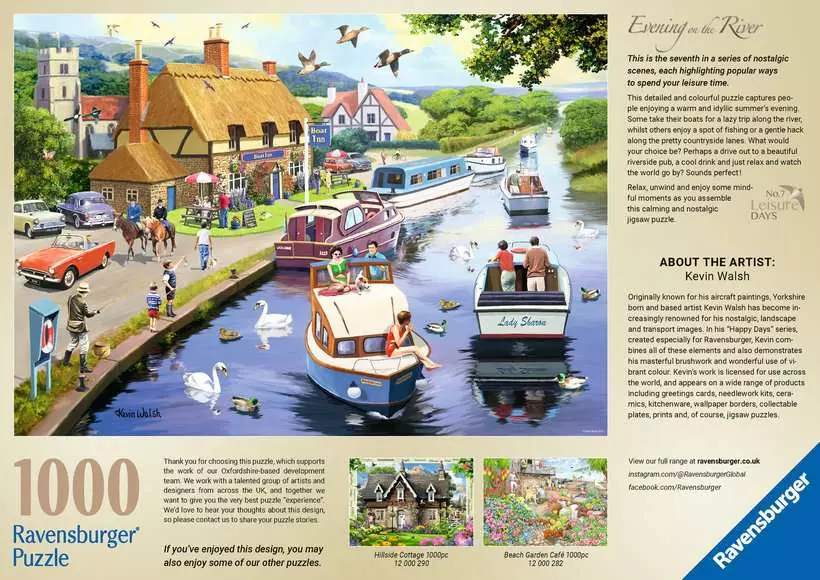 Evening on the River
This is the seventh in a series of nostalgic
scenes, each highlighting popular ways
to spend your leisure time.
This detailed and colourful puzzle captures peo-
ple enjoying a warm and idyllic summer's evening.
Some take their boats for a lazy trip along the river,
whilst others enjoy a spot of fishing or a gentle hack
along the pretty countryside lanes. What would
your choice be? Perhaps a drive out to a beautiful
riverside pub, a cool drink and just relax and watch
the world go by? Sounds perfect!
Relax, unwind and enjoy some mind-
ful moments as you assemble
this calming and nostalgic
jigsaw puzzle.
No.7
Leisure
DAYS
ABOUT THE ARTIST:
Kevin Walsh
Originally known for his aircraft paintings, Yorkshire
born and based artist Kevin Walsh has become in-
creasingly renowned for his nostalgic, landscape
and transport images. In his "Happy Days" series,
created especially for Ravensburger, Kevin com-
bines all of these elements and also demonstrates
his masterful brushwork and wonderful use of vi-
brant colour. Kevin's work is licensed for use across
the world, and appears on a wide range of products
including greetings cards, needlework kits, cera-
mics, kitchenware, wallpaper borders, collectable
plates, prints and, of course, jigsaw puzzles.
Boat
Inn
Boat Inn
Lady Sharon
Kevin Walsh
1000
Ravensburger®
Puzzle
Thank you for choosing this puzzle, which supports
the work of our Oxfordshire-based development
team. We work with a talented group of artists and
designers from across the UK, and together we
want to give you the very best puzzle "experience".
We'd love to hear your thoughts about this design,
so please contact us to share your puzzle stories.
If you've enjoyed this design, you may
also enjoy some of our other puzzles.
Hillside Cottage 1000pc
12 000 290
Beach Garden Café 1000pc
12 000 282
View our full range at ravensburger.co.uk
instagram.com/@RavensburgerGlobal
facebook.com/Ravensburger
Ravensburger